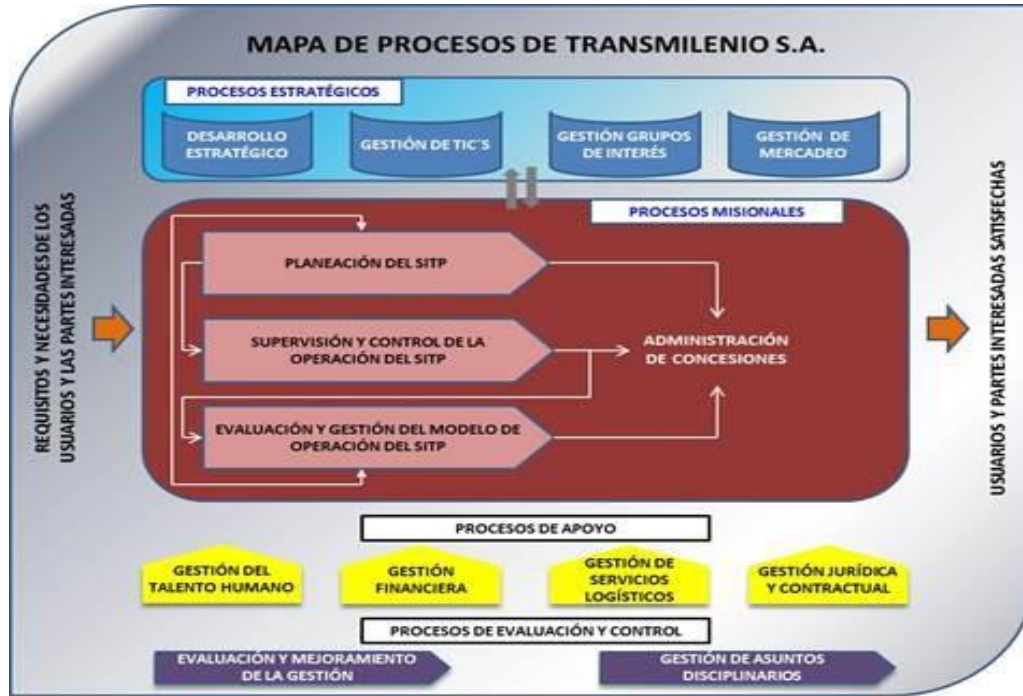 MAPA DE PROCESOS DE TRANSMILENIO S.A.
PROCESOS ESTRATÉGICOS
DESARROLLO
ESTRATÉGICO
GESTIÓN DE TIC´S
GESTIÓN GRUPOS
DE INTERÉS
GESTIÓN DE
MERCADEO
REQUISITOS Y NECESIDADES DE LOS
USUARIOS Y LAS PARTES INTERESADAS
PROCESOS MISIONALES
PLANEACIÓN DEL SITP
SUPERVISIÓN Y CONTROL DE LA
OPERACIÓN DEL SITP
EVALUACIÓN Y GESTIÓN DEL MODELO DE
OPERACIÓN DEL SITP
ADMINISTRACIÓN
DE CONCESIONES
USUARIOS Y PARTES INTERESADAS SATISFECHAS
PROCESOS DE APOYO
GESTIÓN DEL
TALENTO HUMANO
GESTIÓN
FINANCIERA
GESTIÓN DE
SERVICIOS
LOGÍSTICOS
GESTIÓN JURÍDICA
Y CONTRACTUAL
PROCESOS DE EVALUACIÓN Y CONTROL
EVALUACIÓN Y MEJORAMIENTO
DE LA GESTIÓN
GESTIÓN DE ASUNTOS
DISCIPLINARIOS